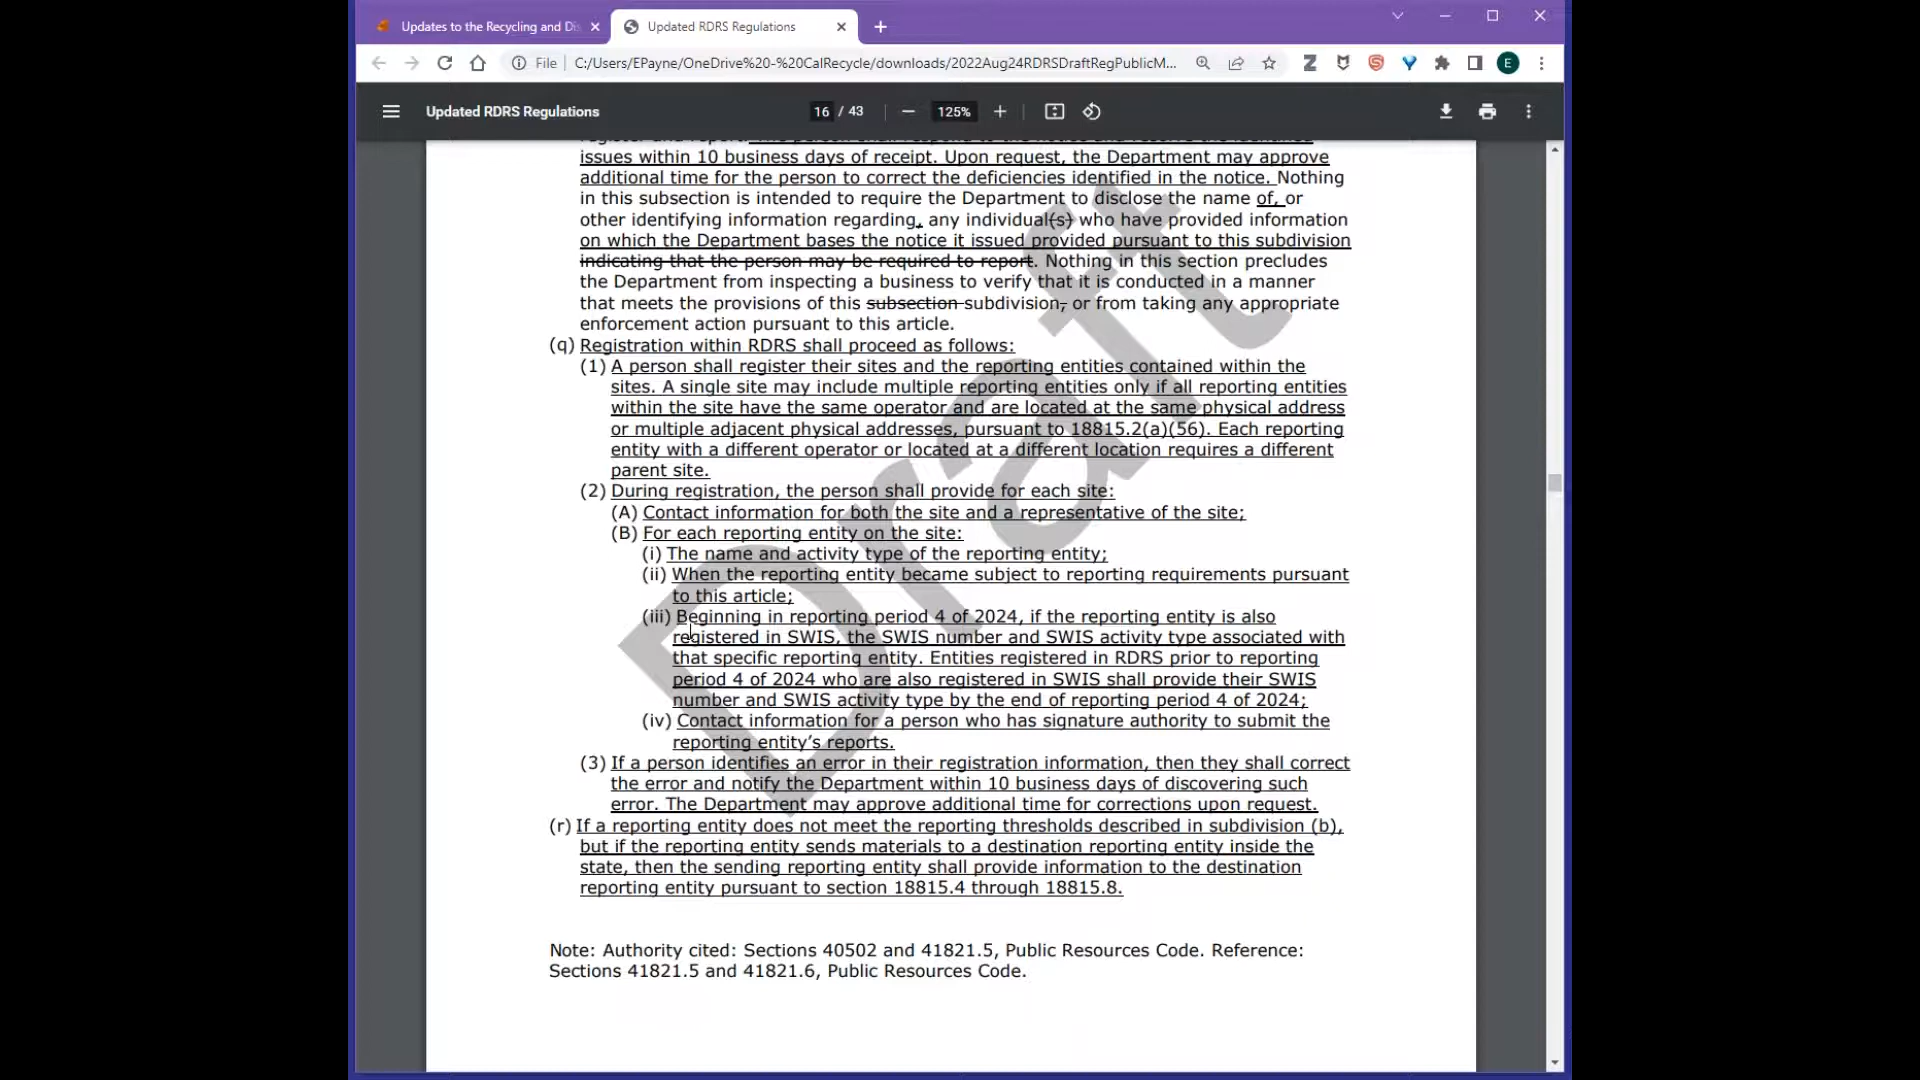 Updates to the Recycling and Di
Updated RDRS Regulations
File
C:/Users/EPayne/OneDrive%20-%20CalRecycle/downloads/2022Aug24RDRSDraftRegPublicM...
E
Updated RDRS Regulations
16 / 43
125%
issues within 10 business days of receipt. Upon request, the Department may approve
additional time for the person to correct the deficiencies identified in the notice. Nothing
in this subsection is intended to require the Department to disclose the name of, or
other identifying information regarding, any individual(s) who have provided information
on which the Department bases the notice it issued provided pursuant to this subdivision
indicating that the person may be required to report. Nothing in this section precludes
the Department from inspecting a business to verify that it is conducted in a manner
that meets the provisions of this subsection subdivision, or from taking any appropriate
enforcement action pursuant to this article.
(q) Registration within RDRS shall proceed as follows:
(1) A person shall register their sites and the reporting entities contained within the
sites. A single site may include multiple reporting entities only if all reporting entities
within the site have the same operator and are located at the same physical address
or multiple adjacent physical addresses, pursuant to 18815.2(a)(56). Each reporting
entity with a different operator or located at a different location requires a different
parent site.
(2) During registration, the person shall provide for each site:
(A) Contact information for both the site and a representative of the site;
(B) For each reporting entity on the site:
(i) The name and activity type of the reporting entity;
(ii) When the reporting entity became subject to reporting requirements pursuant
to this article;
(iii) Beginning in reporting period 4 of 2024, if the reporting entity is also
registered in SWIS, the SWIS number and SWIS activity type associated with
that specific reporting entity. Entities registered in RDRS prior to reporting
period 4 of 2024 who are also registered in SWIS shall provide their SWIS
number and SWIS activity type by the end of reporting period 4 of 2024;
(iv) Contact information for a person who has signature authority to submit the
reporting entity's reports.
(3) If a person identifies an error in their registration information, then they shall correct
the error and notify the Department within 10 business days of discovering such
error. The Department may approve additional time for corrections upon request.
(r) If a reporting entity does not meet the reporting thresholds described in subdivision (b),
but if the reporting entity sends materials to a destination reporting entity inside the
state, then the sending reporting entity shall provide information to the destination
reporting entity pursuant to section 18815.4 through 18815.8.
Note: Authority cited: Sections 40502 and 41821.5, Public Resources Code. Reference:
Sections 41821.5 and 41821.6, Public Resources Code.
Draft